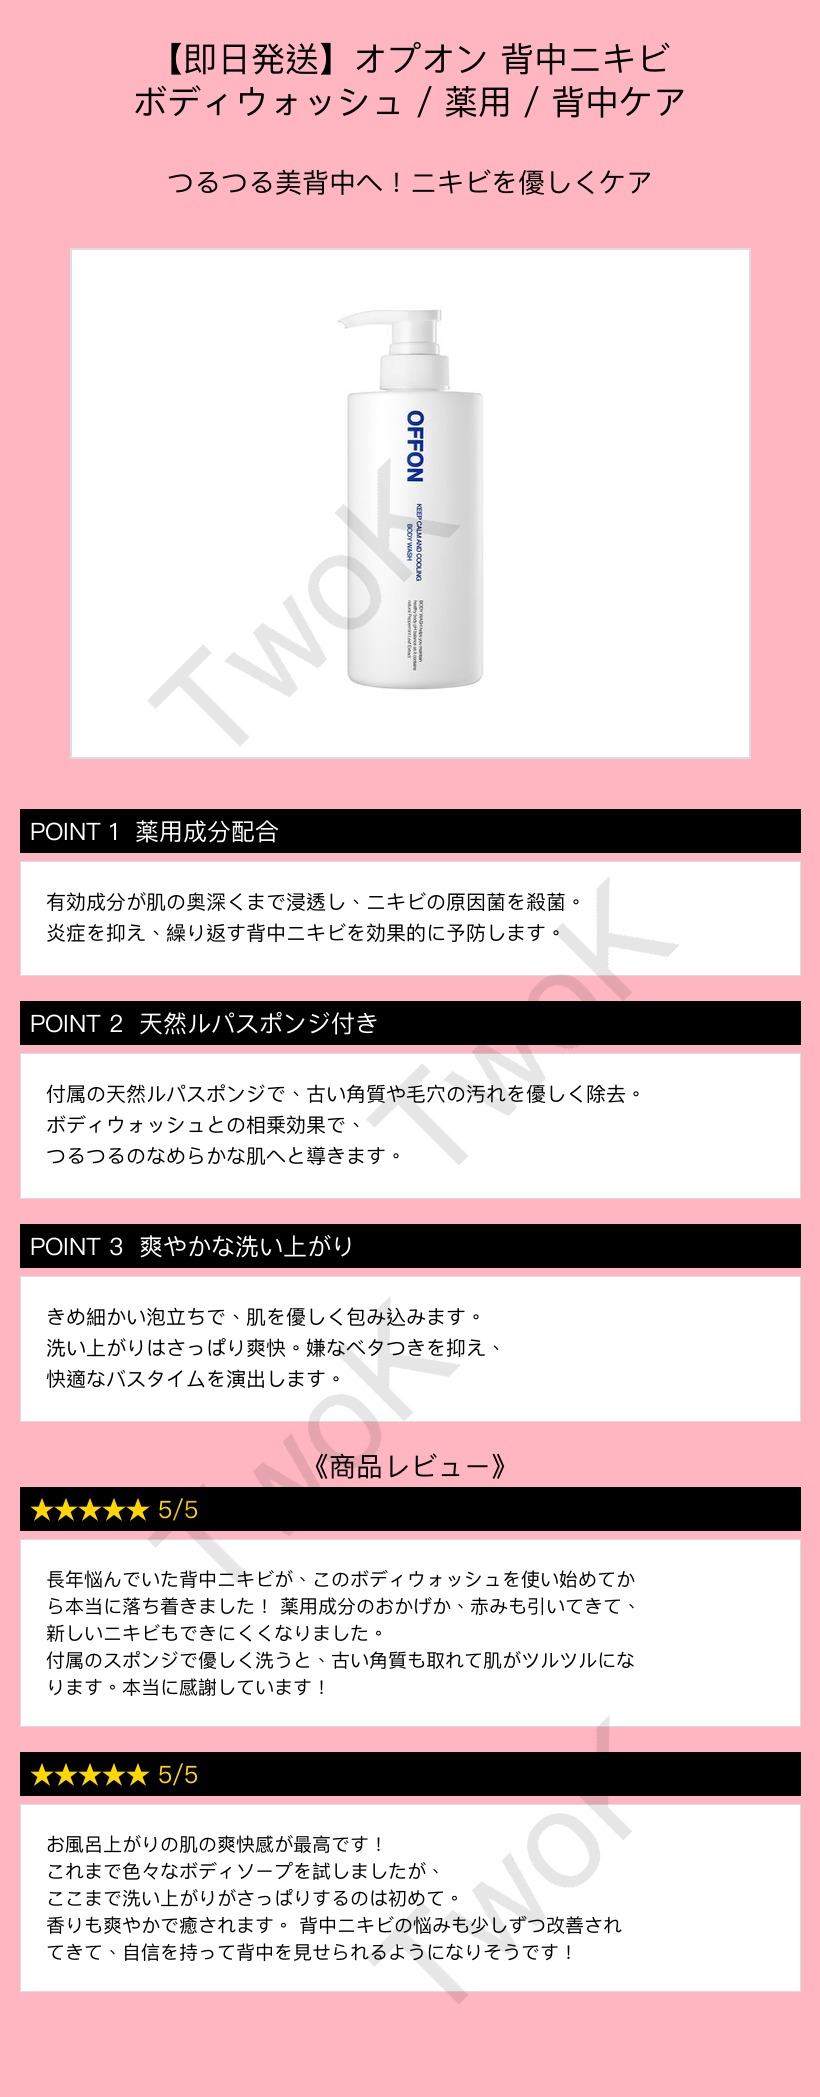 【即日発送】オプオン 背中ニキビ
ボディウォッシュ / 薬用 / 背中ケア
つるつる美背中へ！ニキビを優しくケア
OFFON
KEEP CALM AND COOLING
BODY WASH
BODY WASH helps you maintain
healthy body pH balance as it contains
natural Peppermint Leaf Extract
TwoK
POINT 1 薬用成分配合
有効成分が肌の奥深くまで浸透し、ニキビの原因菌を殺菌。
炎症を抑え、繰り返す背中ニキビを効果的に予防します。
POINT 2 天然ルパスポンジ付き
付属の天然ルパスポンジで、古い角質や毛穴の汚れを優しく除去。
ボディウォッシュとの相乗効果で、
つるつるのなめらかな肌へと導きます。
TwoK
POINT 3 爽やかな洗い上がり
きめ細かい泡立ちで、肌を優しく包み込みます。
洗い上がりはさっぱり爽快。嫌なベタつきを抑え、
快適なバスタイムを演出します。
TwoK
《商品レビュー》
★★★★★ 5/5
長年悩んでいた背中ニキビが、このボディウォッシュを使い始めてか
ら本当に落ち着きました！ 薬用成分のおかげか、赤みも引いてきて、
新しいニキビもできにくくなりました。
付属のスポンジで優しく洗うと、古い角質も取れて肌がツルツルにな
ります。本当に感謝しています！
★★★★★ 5/5
お風呂上がりの肌の爽快感が最高です！
これまで色々なボディソープを試しましたが、
ここまで洗い上がりがさっぱりするのは初めて。
香りも爽やかで癒されます。 背中ニキビの悩みも少しずつ改善され
てきて、自信を持って背中を見せられるようになりそうです！
TwoK